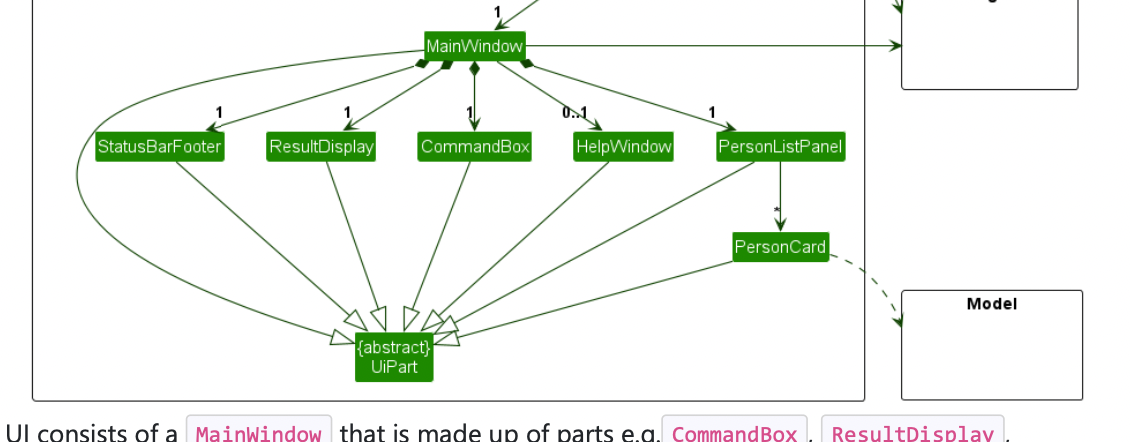 1
MainWindow
1
1
1
0..1
1
StatusBarFooter
ResultDisplay
CommandBox
HelpWindow
PersonListPanel
*
PersonCard
Model
{abstract}
UiPart
UI consists of a MainWindow that is made up of parts e.g. CommandBox, ResultDisplay,